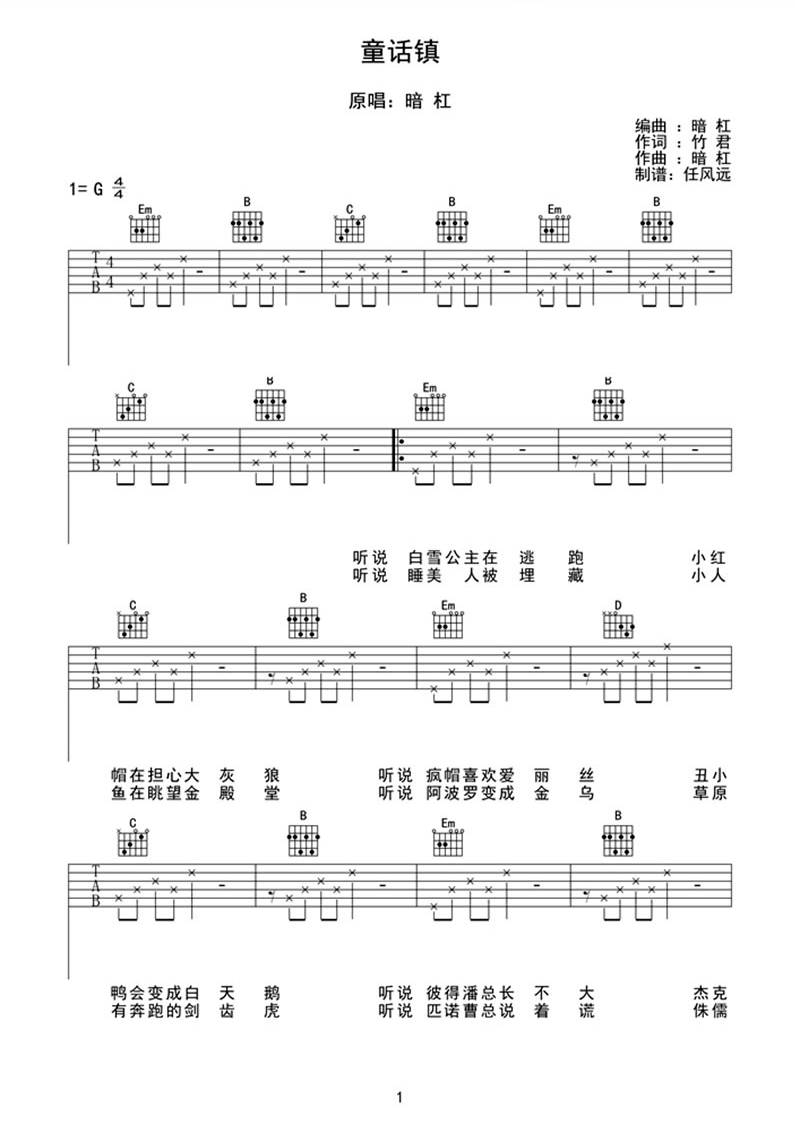 童话镇
原唱：暗 杠
编曲 ：暗 杠
作词 ：竹 君
作曲 ：暗 杠
制谱：任风远
1= G 4/4
Em B C B Em B
T A B 4 4
C B Em B
T A B
听说 白雪公主在 逃 跑 小红
听说 睡美 人被 埋 藏 小人
C B Em D
T A B
帽在担心大 灰 狼 听说 疯帽喜欢爱 丽 丝 丑小
鱼在眺望金 殿 堂 听说 阿波罗变成 金 乌 草原
C B Em B
T A B
鸭会变成白 天 鹅 听说 彼得潘总长 不 大 杰克
有奔跑的剑 齿 虎 听说 匹诺曹总说 着 谎 侏儒
1